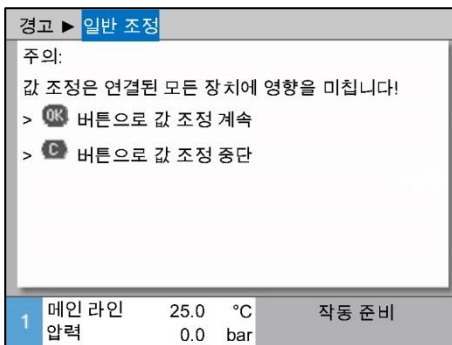 경고 ► 일반 조정
주의:
값 조정은 연결된 모든 장치에 영향을 미칩니다!
> OK 버튼으로 값 조정 계속
> C 버튼으로 값 조정 중단
1 메인 라인 25.0 °C 작동 준비
압력 0.0 bar